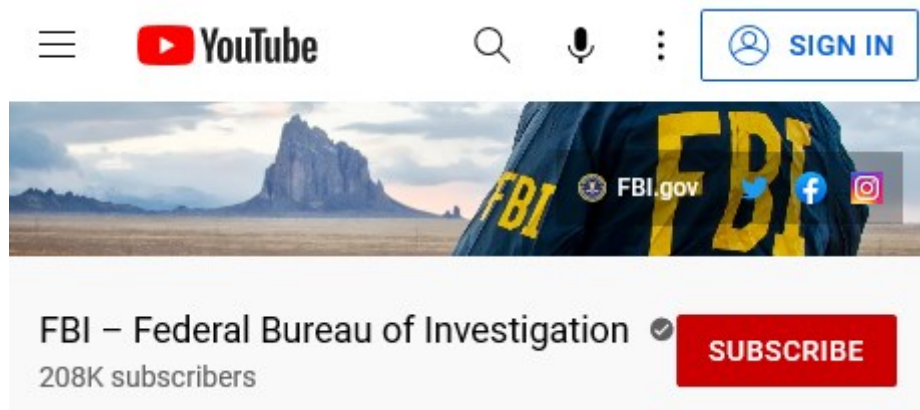 YouTube
SIGN IN
FBI
FBI.gov
FBI
FBI – Federal Bureau of Investigation
208K subscribers
SUBSCRIBE